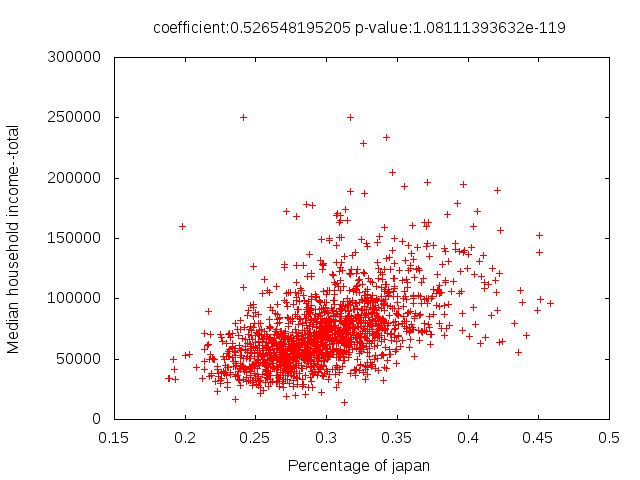 coefficient:0.526548195205 p-value:1.08111393632e-119
300000
250000
200000
150000
100000
50000
0
Median household income--total
0.15 0.2 0.25 0.3 0.35 0.4 0.45 0.5
Percentage of japan